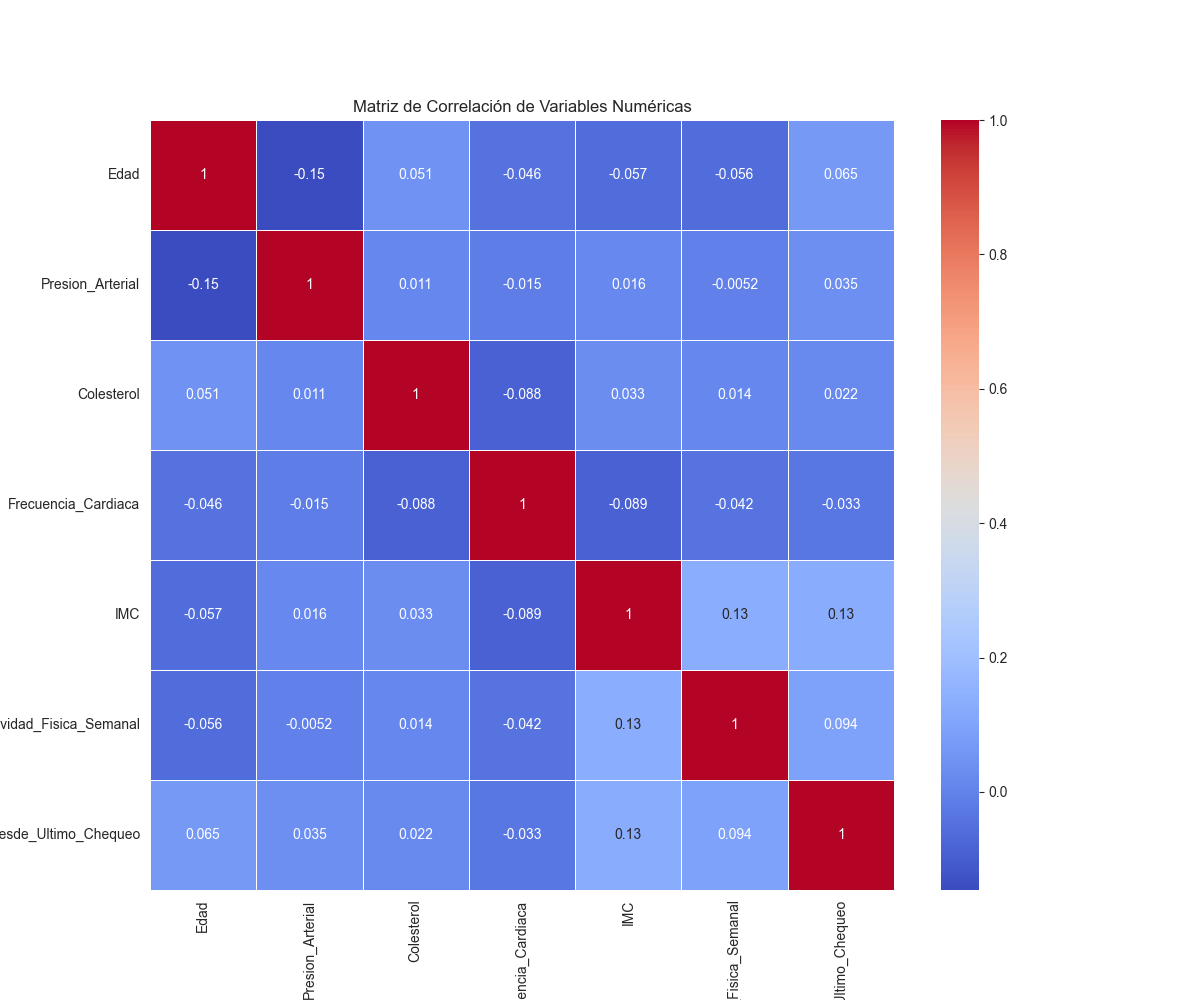 Matriz de Correlación de Variables Numéricas
Edad 1 -0.15 0.051 -0.046 -0.057 -0.056 0.065
Presion_Arterial -0.15 1 0.011 -0.015 0.016 -0.0052 0.035
Colesterol 0.051 0.011 1 -0.088 0.033 0.014 0.022
Frecuencia_Cardiaca -0.046 -0.015 -0.088 1 -0.089 -0.042 -0.033
IMC -0.057 0.016 0.033 -0.089 1 0.13 0.13
vidad_Fisica_Semanal -0.056 -0.0052 0.014 -0.042 0.13 1 0.094
esde_Ultimo_Chequeo 0.065 0.035 0.022 -0.033 0.13 0.094 1
Edad
Presion_Arterial
Colesterol
encia_Cardiaca
IMC
Fisica_Semanal
Ultimo_Chequeo
1.0
0.8
0.6
0.4
0.2
0.0